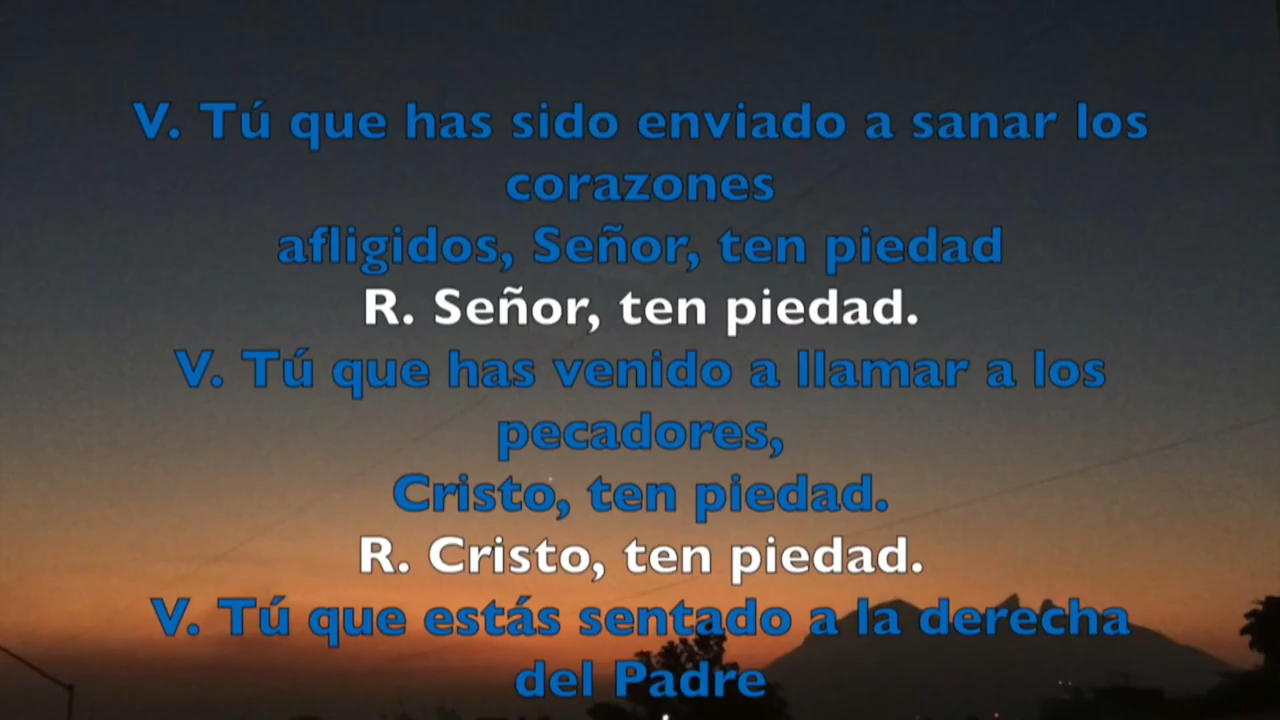 V. Tú que has sido enviado a sanar los
corazones
afligidos, Señor, ten piedad
R. Señor, ten piedad.
V. Tú que has venido a llamar a los
pecadores,
Cristo, ten piedad.
R. Cristo, ten piedad.
V. Tú que estás sentado a la derecha
del Padre